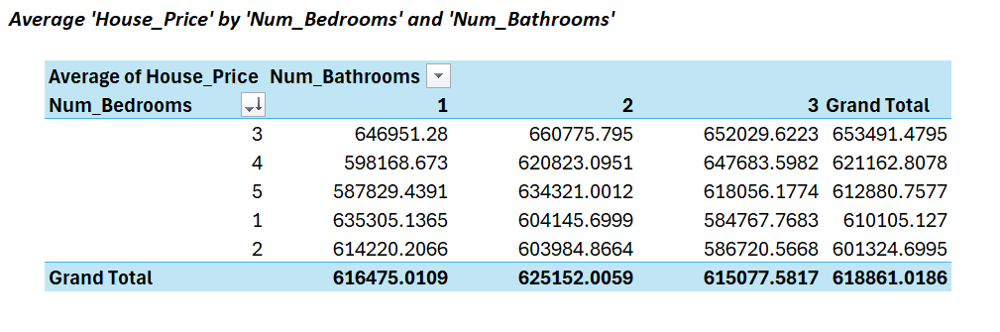 Average 'House_Price' by 'Num_Bedrooms' and 'Num_Bathrooms'
Average of House_Price Num_Bathrooms
Num_Bedrooms 1 2 3 Grand Total
3 646951.28 660775.795 652029.6223 653491.4795
4 598168.673 620823.0951 647683.5982 621162.8078
5 587829.4391 634321.0012 618056.1774 612880.7577
1 635305.1365 604145.6999 584767.7683 610105.127
2 614220.2066 603984.8664 586720.5668 601324.6995
Grand Total 616475.0109 625152.0059 615077.5817 618861.0186